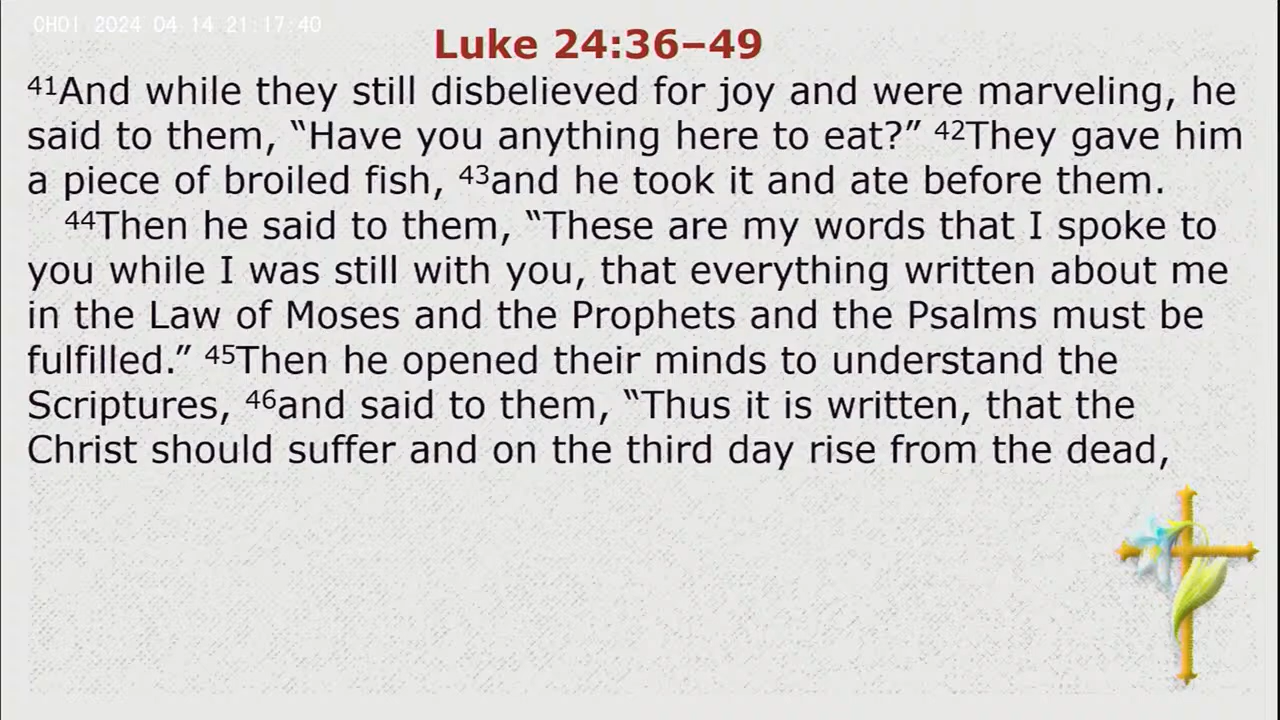 CH01 2024 04 14 21:17:40
Luke 24:36–49
⁴¹And while they still disbelieved for joy and were marveling, he
said to them, “Have you anything here to eat?” ⁴²They gave him
a piece of broiled fish, ⁴³and he took it and ate before them.
⁴⁴Then he said to them, “These are my words that I spoke to
you while I was still with you, that everything written about me
in the Law of Moses and the Prophets and the Psalms must be
fulfilled.” ⁴⁵Then he opened their minds to understand the
Scriptures, ⁴⁶and said to them, “Thus it is written, that the
Christ should suffer and on the third day rise from the dead,